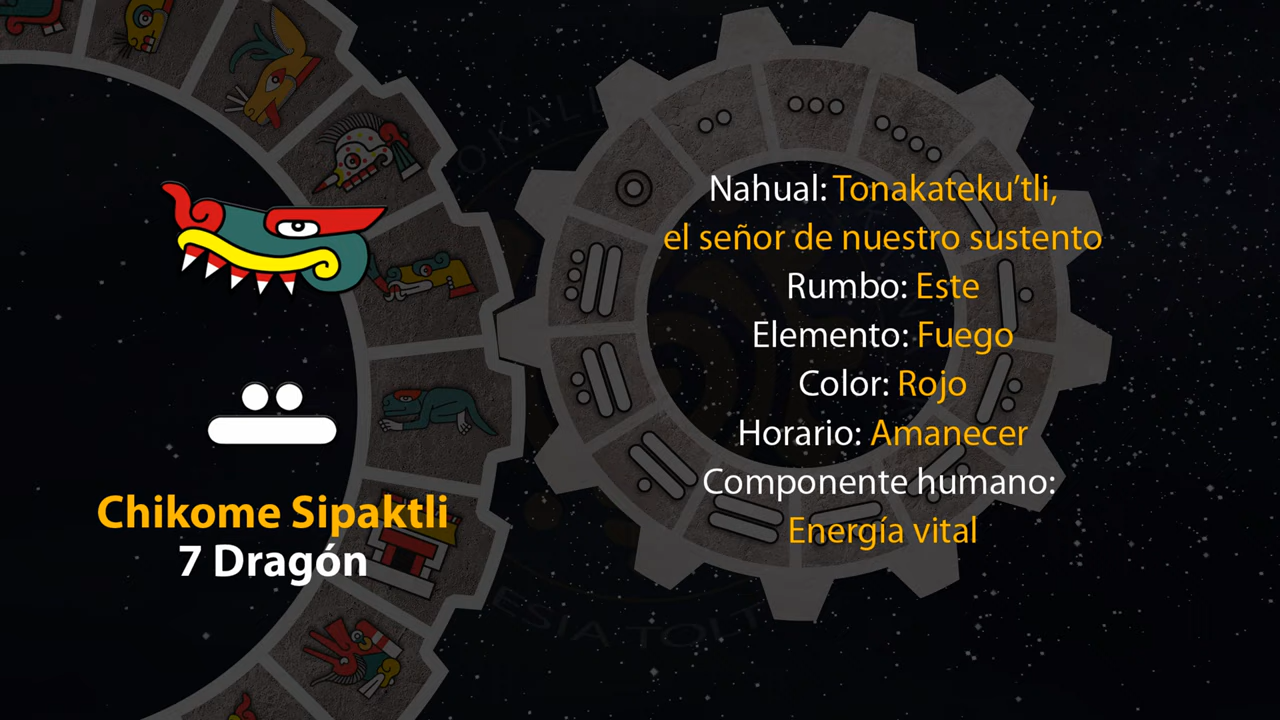 Chikome Sipaktli
7 Dragón
Nahual: Tonakateku’tli,
el señor de nuestro sustento
Rumbo: Este
Elemento: Fuego
Color: Rojo
Horario: Amanecer
Componente humano:
Energía vital